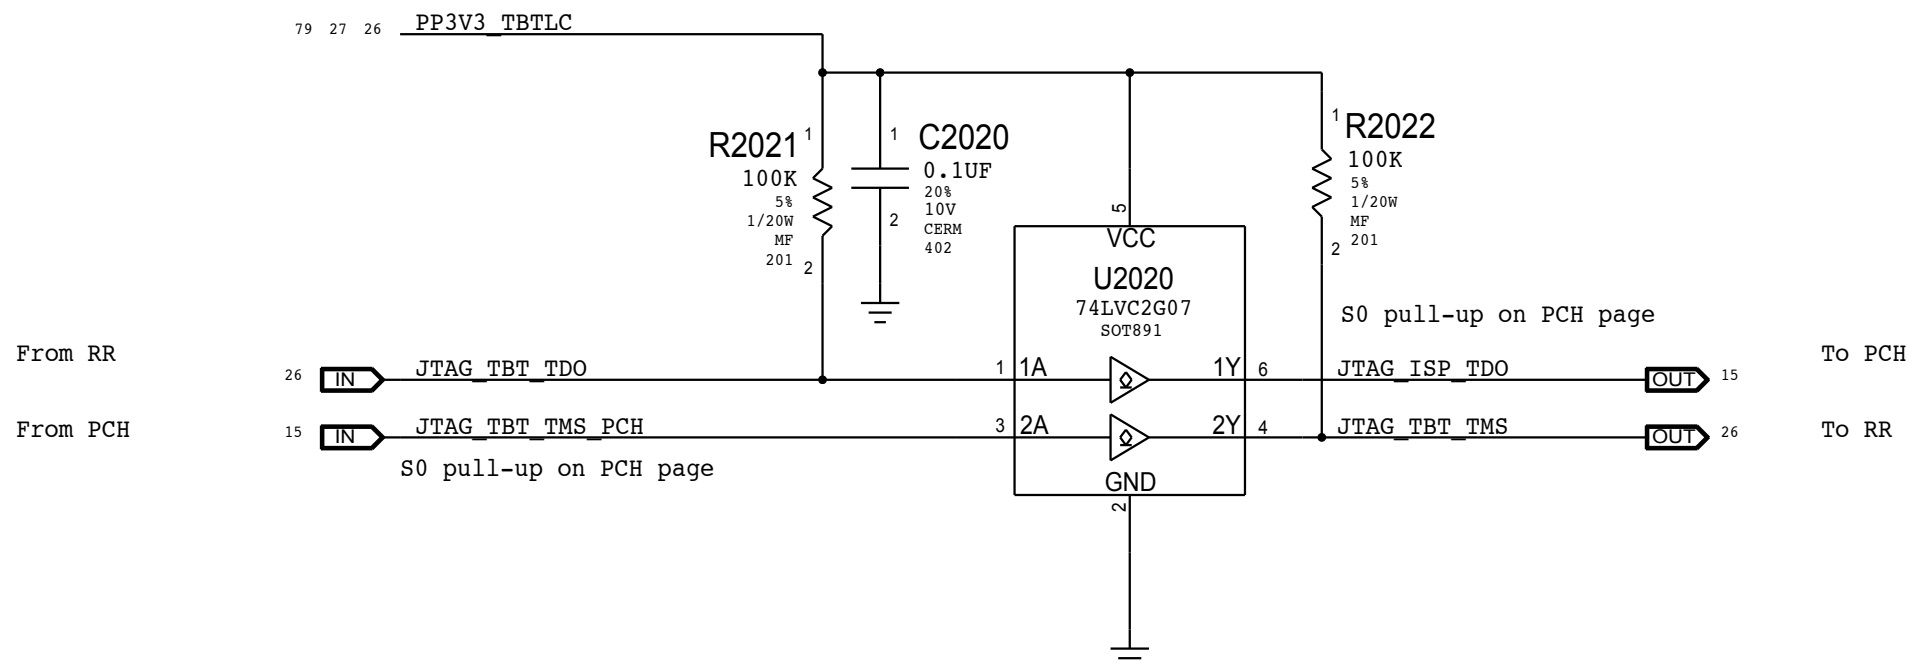 79 27 26 PP3V3_TBTLC
R2021
1
100K
5%
1/20W
MF
201
2
1
C2020
0.1UF
20%
10V
CERM
402
2
1
R2022
100K
5%
1/20W
MF
201
2
5
VCC
U2020
74LVC2G07
SOT891
S0 pull-up on PCH page
From RR
26 IN JTAG_TBT_TDO
1 1A 1Y 6
JTAG_ISP_TDO OUT 15
To PCH
From PCH
15 IN JTAG_TBT_TMS_PCH
3 2A 2Y 4
JTAG_TBT_TMS OUT 26
To RR
S0 pull-up on PCH page
GND
2